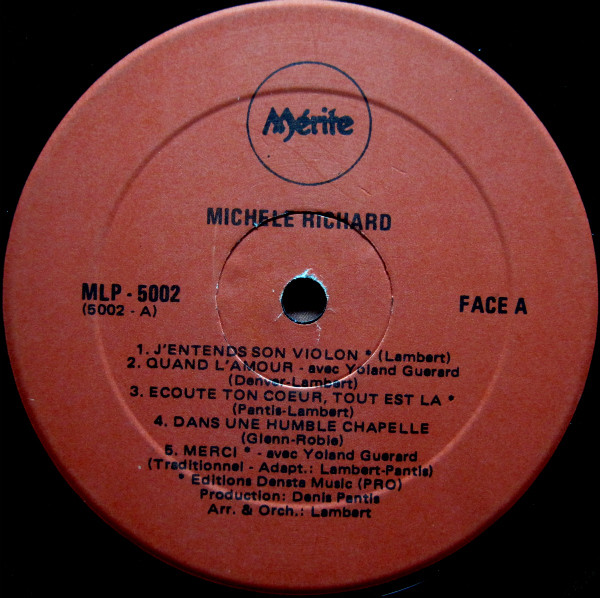 Mérite
MICHELE RICHARD
MLP - 5002
(5002 - A)
FACE A
1. J'ENTENDS SON VIOLON * (Lambert)
2. QUAND L'AMOUR - avec Yoland Guerard
(Denver-Lambert)
3. ECOUTE TON COEUR, TOUT EST LA *
(Pantis-Lambert)
4. DANS UNE HUMBLE CHAPELLE
(Glenn-Robie)
5. MERCI * - avec Yoland Guerard
(Traditionnel - Adapt.: Lambert-Pantis)
* Editions Densta Music (PRO)
Production: Denis Pantis
Arr. & Orch.: Lambert